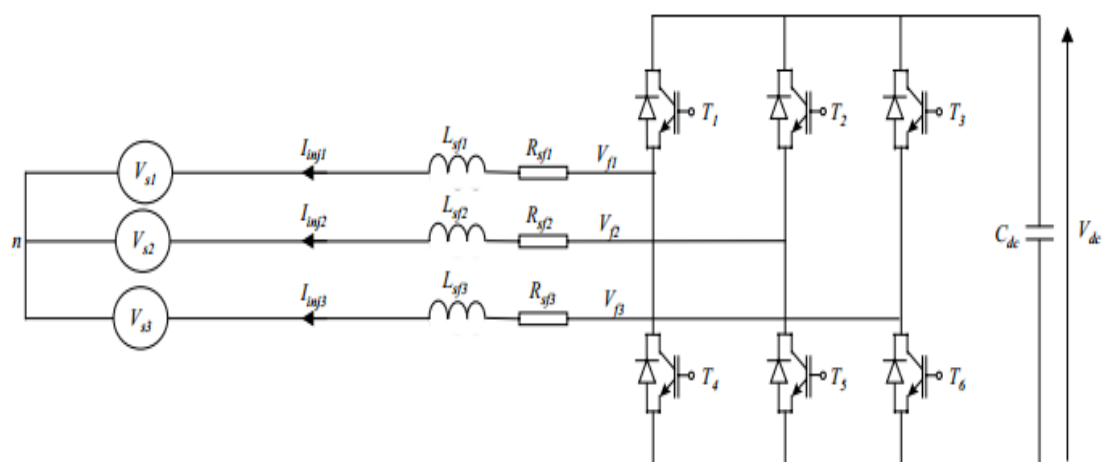 T1 T2 T3
Vs1 Iinj1 Lsf1 Rsf1 Vf1
n Vs2 Iinj2 Lsf2 Rsf2 Vf2 Cdc Vdc
Vs3 Iinj3 Lsf3 Rsf3 Vf3
T4 T5 T6